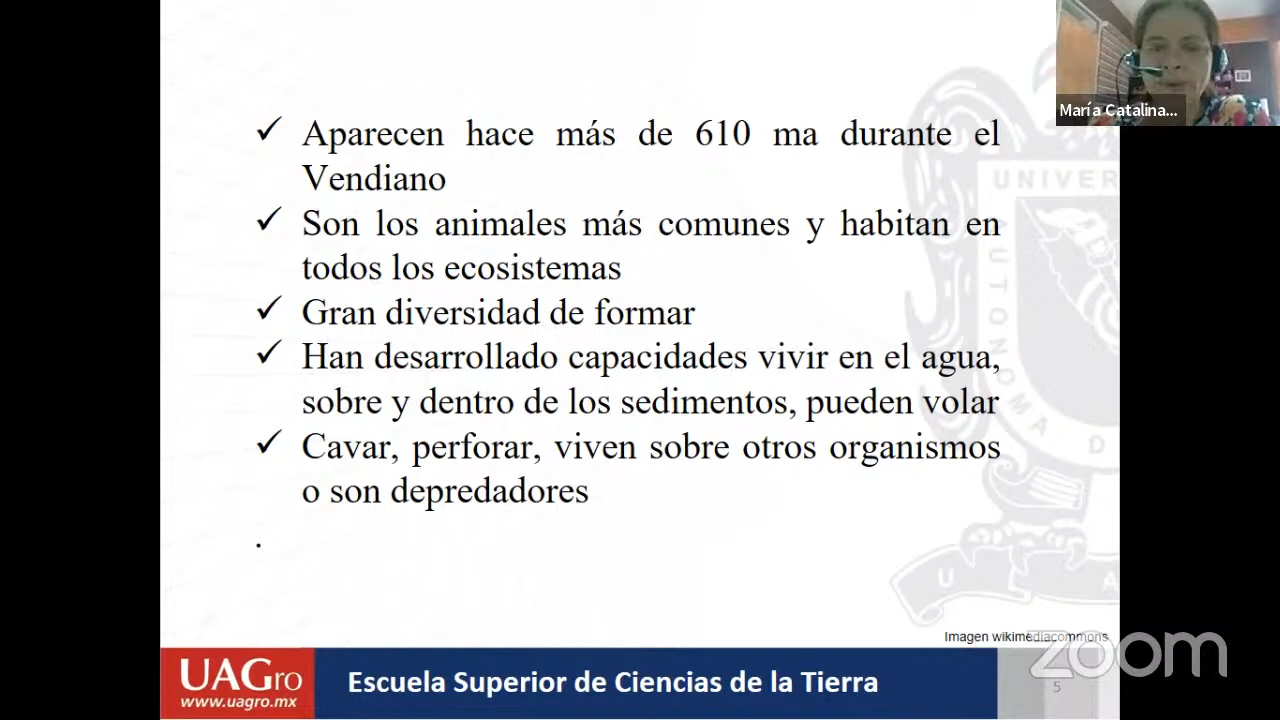 María Catalina...
✓ Aparecen hace más de 610 ma durante el
Vendiano
✓ Son los animales más comunes y habitan en
todos los ecosistemas
✓ Gran diversidad de formar
✓ Han desarrollado capacidades vivir en el agua,
sobre y dentro de los sedimentos, pueden volar
✓ Cavar, perforar, viven sobre otros organismos
o son depredadores
.
UNIVER
AUTONOMA D
U A
Imagen wikimediacommons
zoom
UAGro
www.uagro.mx
Escuela Superior de Ciencias de la Tierra
5